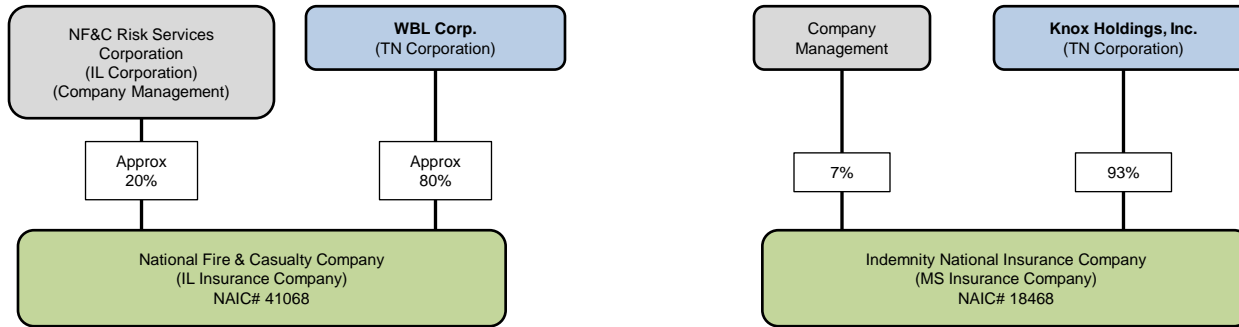 NF&C Risk Services
Corporation
(IL Corporation)
(Company Management)
WBL Corp.
(TN Corporation)
Company
Management
Knox Holdings, Inc.
(TN Corporation)
Approx
20%
Approx
80%
7%
93%
National Fire & Casualty Company
(IL Insurance Company)
NAIC# 41068
Indemnity National Insurance Company
(MS Insurance Company)
NAIC# 18468